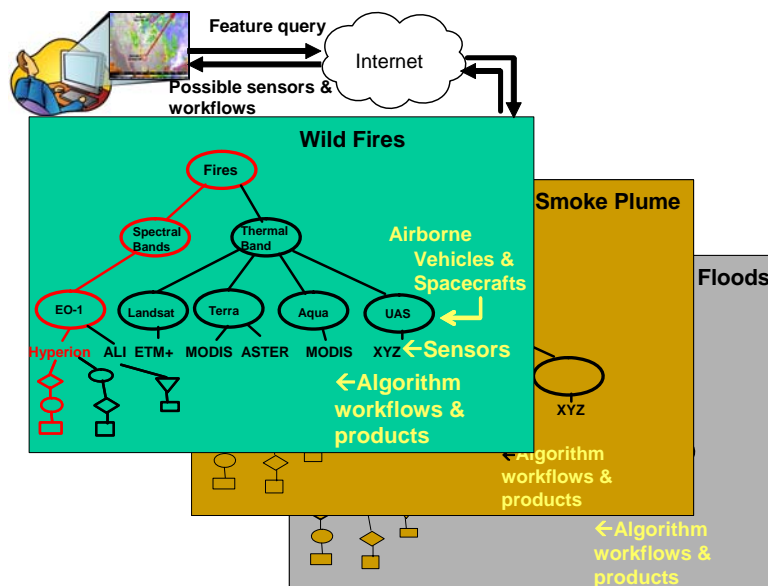 Feature query
Internet
Possible sensors &
workflows
Wild Fires
Fires
Spectral
Bands
Thermal
Band
Airborne
Vehicles &
Spacecrafts
EO-1
Landsat
Terra
Aqua
UAS
Hyperion
ALI
ETM+
MODIS
ASTER
MODIS
XYZ
←Sensors
←Algorithm
workflows &
products
Smoke Plume
XYZ
←Algorithm
workflows &
products
Floods
←Algorithm
workflows &
products